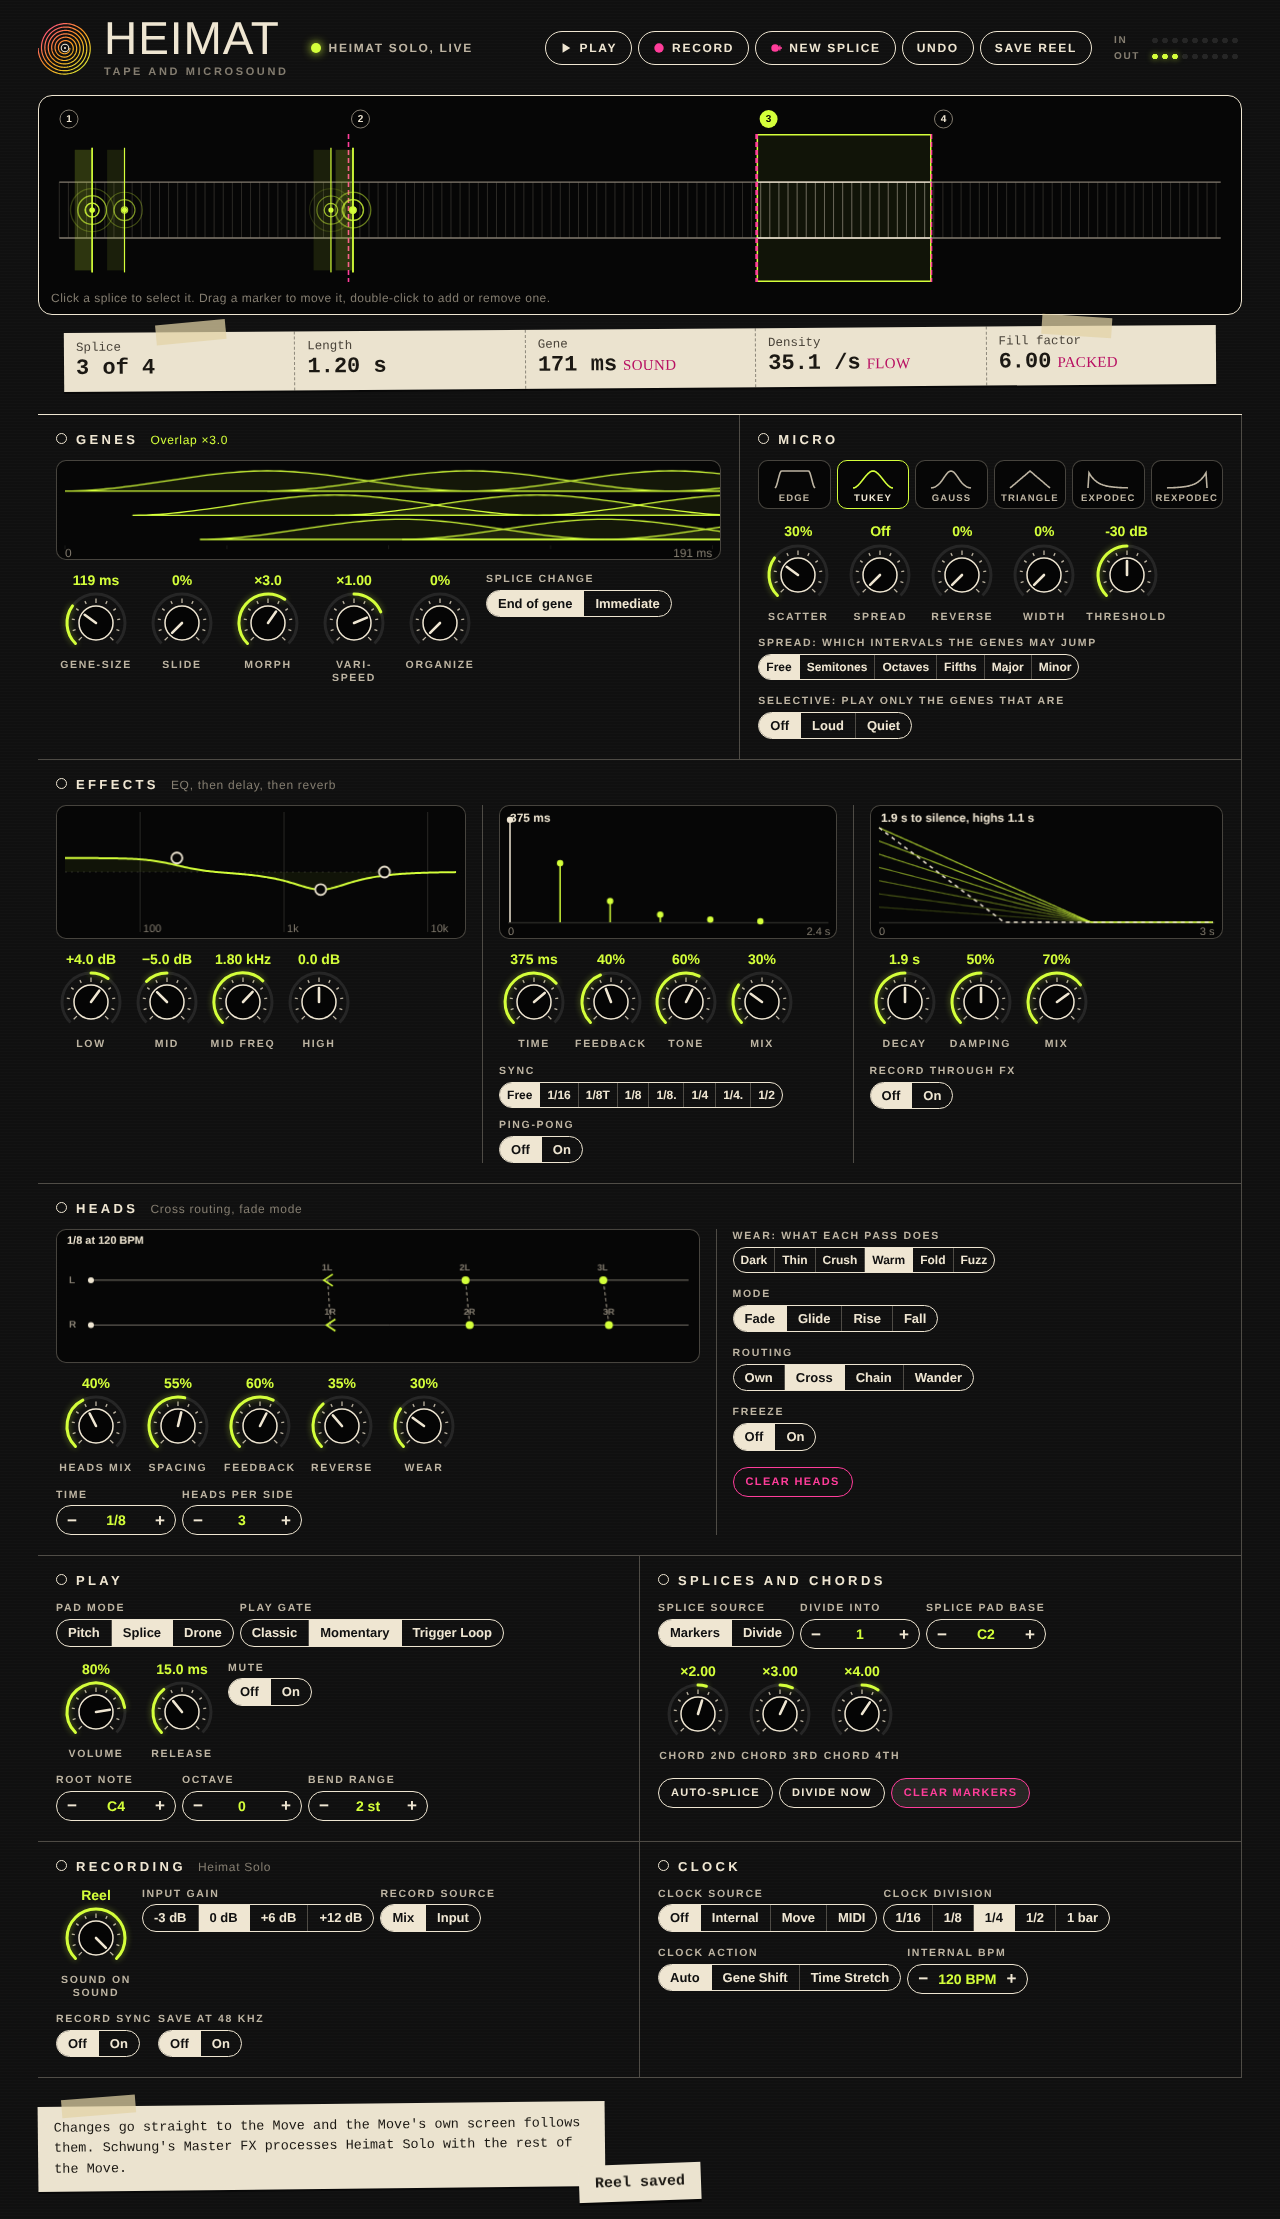 HEIMAT
TAPE AND MICROSOUND
HEIMAT SOLO, LIVE
PLAY
RECORD
NEW SPLICE
UNDO
SAVE REEL
IN
OUT
1
2
3
4
Click a splice to select it. Drag a marker to move it, double-click to add or remove one.
Splice
3 of 4
Length
1.20 s
Gene
171 ms SOUND
Density
35.1 /s FLOW
Fill factor
6.00 PACKED
GENES Overlap ×3.0
0
191 ms
119 ms
0%
×3.0
×1.00
0%
GENE-SIZE
SLIDE
MORPH
VARI-
SPEED
ORGANIZE
SPLICE CHANGE
End of gene Immediate
MICRO
EDGE
TUKEY
GAUSS
TRIANGLE
EXPODEC
REXPODEC
30%
Off
0%
0%
-30 dB
SCATTER
SPREAD
REVERSE
WIDTH
THRESHOLD
SPREAD: WHICH INTERVALS THE GENES MAY JUMP
Free Semitones Octaves Fifths Major Minor
SELECTIVE: PLAY ONLY THE GENES THAT ARE
Off Loud Quiet
EFFECTS EQ, then delay, then reverb
100
1k
10k
+4.0 dB
−5.0 dB
1.80 kHz
0.0 dB
LOW
MID
MID FREQ
HIGH
375 ms
0
2.4 s
375 ms
40%
60%
30%
TIME
FEEDBACK
TONE
MIX
SYNC
Free 1/16 1/8T 1/8 1/8. 1/4 1/4. 1/2
PING-PONG
Off On
1.9 s to silence, highs 1.1 s
0
3 s
1.9 s
50%
70%
DECAY
DAMPING
MIX
RECORD THROUGH FX
Off On
HEADS Cross routing, fade mode
1/8 at 120 BPM
1L
2L
3L
L
1R
2R
3R
R
40%
55%
60%
35%
30%
HEADS MIX
SPACING
FEEDBACK
REVERSE
WEAR
TIME
− 1/8 +
HEADS PER SIDE
− 3 +
WEAR: WHAT EACH PASS DOES
Dark Thin Crush Warm Fold Fuzz
MODE
Fade Glide Rise Fall
ROUTING
Own Cross Chain Wander
FREEZE
Off On
CLEAR HEADS
PLAY
PAD MODE
Pitch Splice Drone
PLAY GATE
Classic Momentary Trigger Loop
80%
15.0 ms
VOLUME
RELEASE
MUTE
Off On
ROOT NOTE
− C4 +
OCTAVE
− 0 +
BEND RANGE
− 2 st +
SPLICES AND CHORDS
SPLICE SOURCE
Markers Divide
DIVIDE INTO
− 1 +
SPLICE PAD BASE
− C2 +
×2.00
×3.00
×4.00
CHORD 2ND CHORD 3RD CHORD 4TH
AUTO-SPLICE
DIVIDE NOW
CLEAR MARKERS
RECORDING Heimat Solo
Reel
SOUND ON
SOUND
INPUT GAIN
-3 dB 0 dB +6 dB +12 dB
RECORD SOURCE
Mix Input
RECORD SYNC
Off On
SAVE AT 48 KHZ
Off On
CLOCK
CLOCK SOURCE
Off Internal Move MIDI
CLOCK DIVISION
1/16 1/8 1/4 1/2 1 bar
CLOCK ACTION
Auto Gene Shift Time Stretch
INTERNAL BPM
− 120 BPM +
Changes go straight to the Move and the Move's own screen follows
them. Schwung's Master FX processes Heimat Solo with the rest of
the Move.
Reel saved